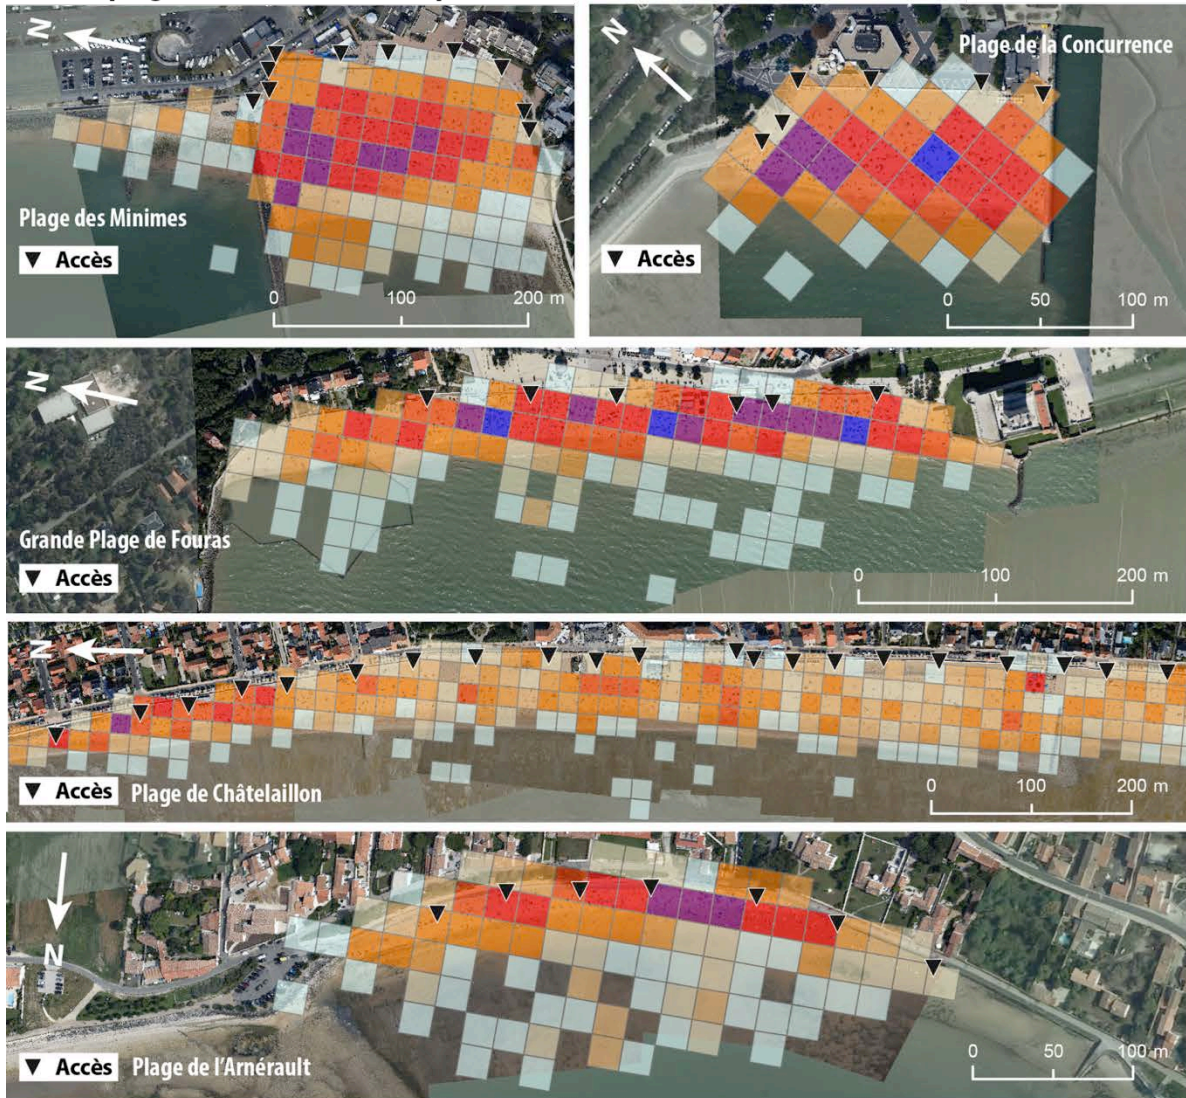 N
Plage des Minimes
▼ Accès
0 100 200 m
N
Plage de la Concurrence
▼ Accès
0 50 100 m
N
Grande Plage de Fouras
▼ Accès
0 100 200 m
N
▼ Accès Plage de Châtelaillon
0 100 200 m
N
▼ Accès Plage de l'Arnérault
0 50 100 m